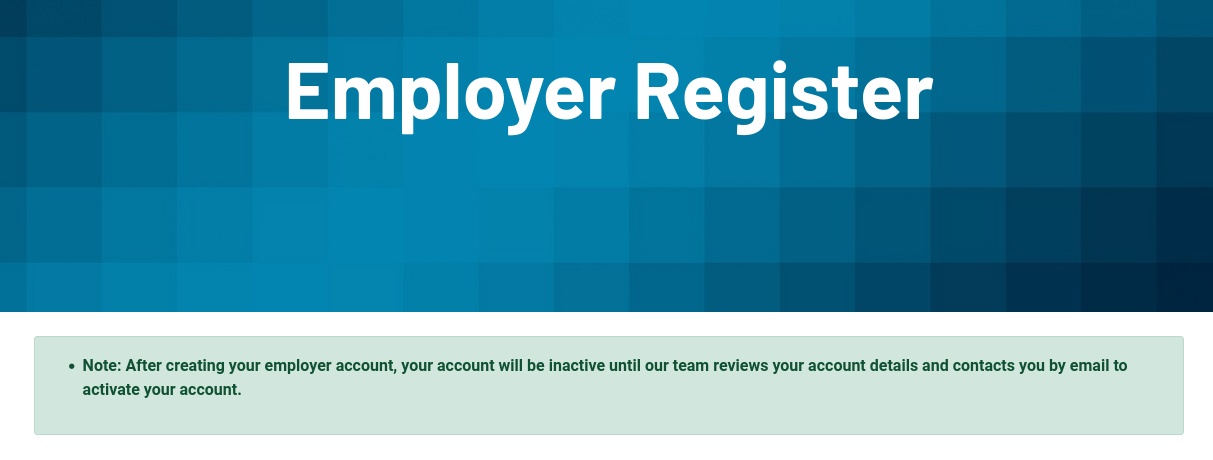 Employer Register
• Note: After creating your employer account, your account will be inactive until our team reviews your account details and contacts you by email to
activate your account.